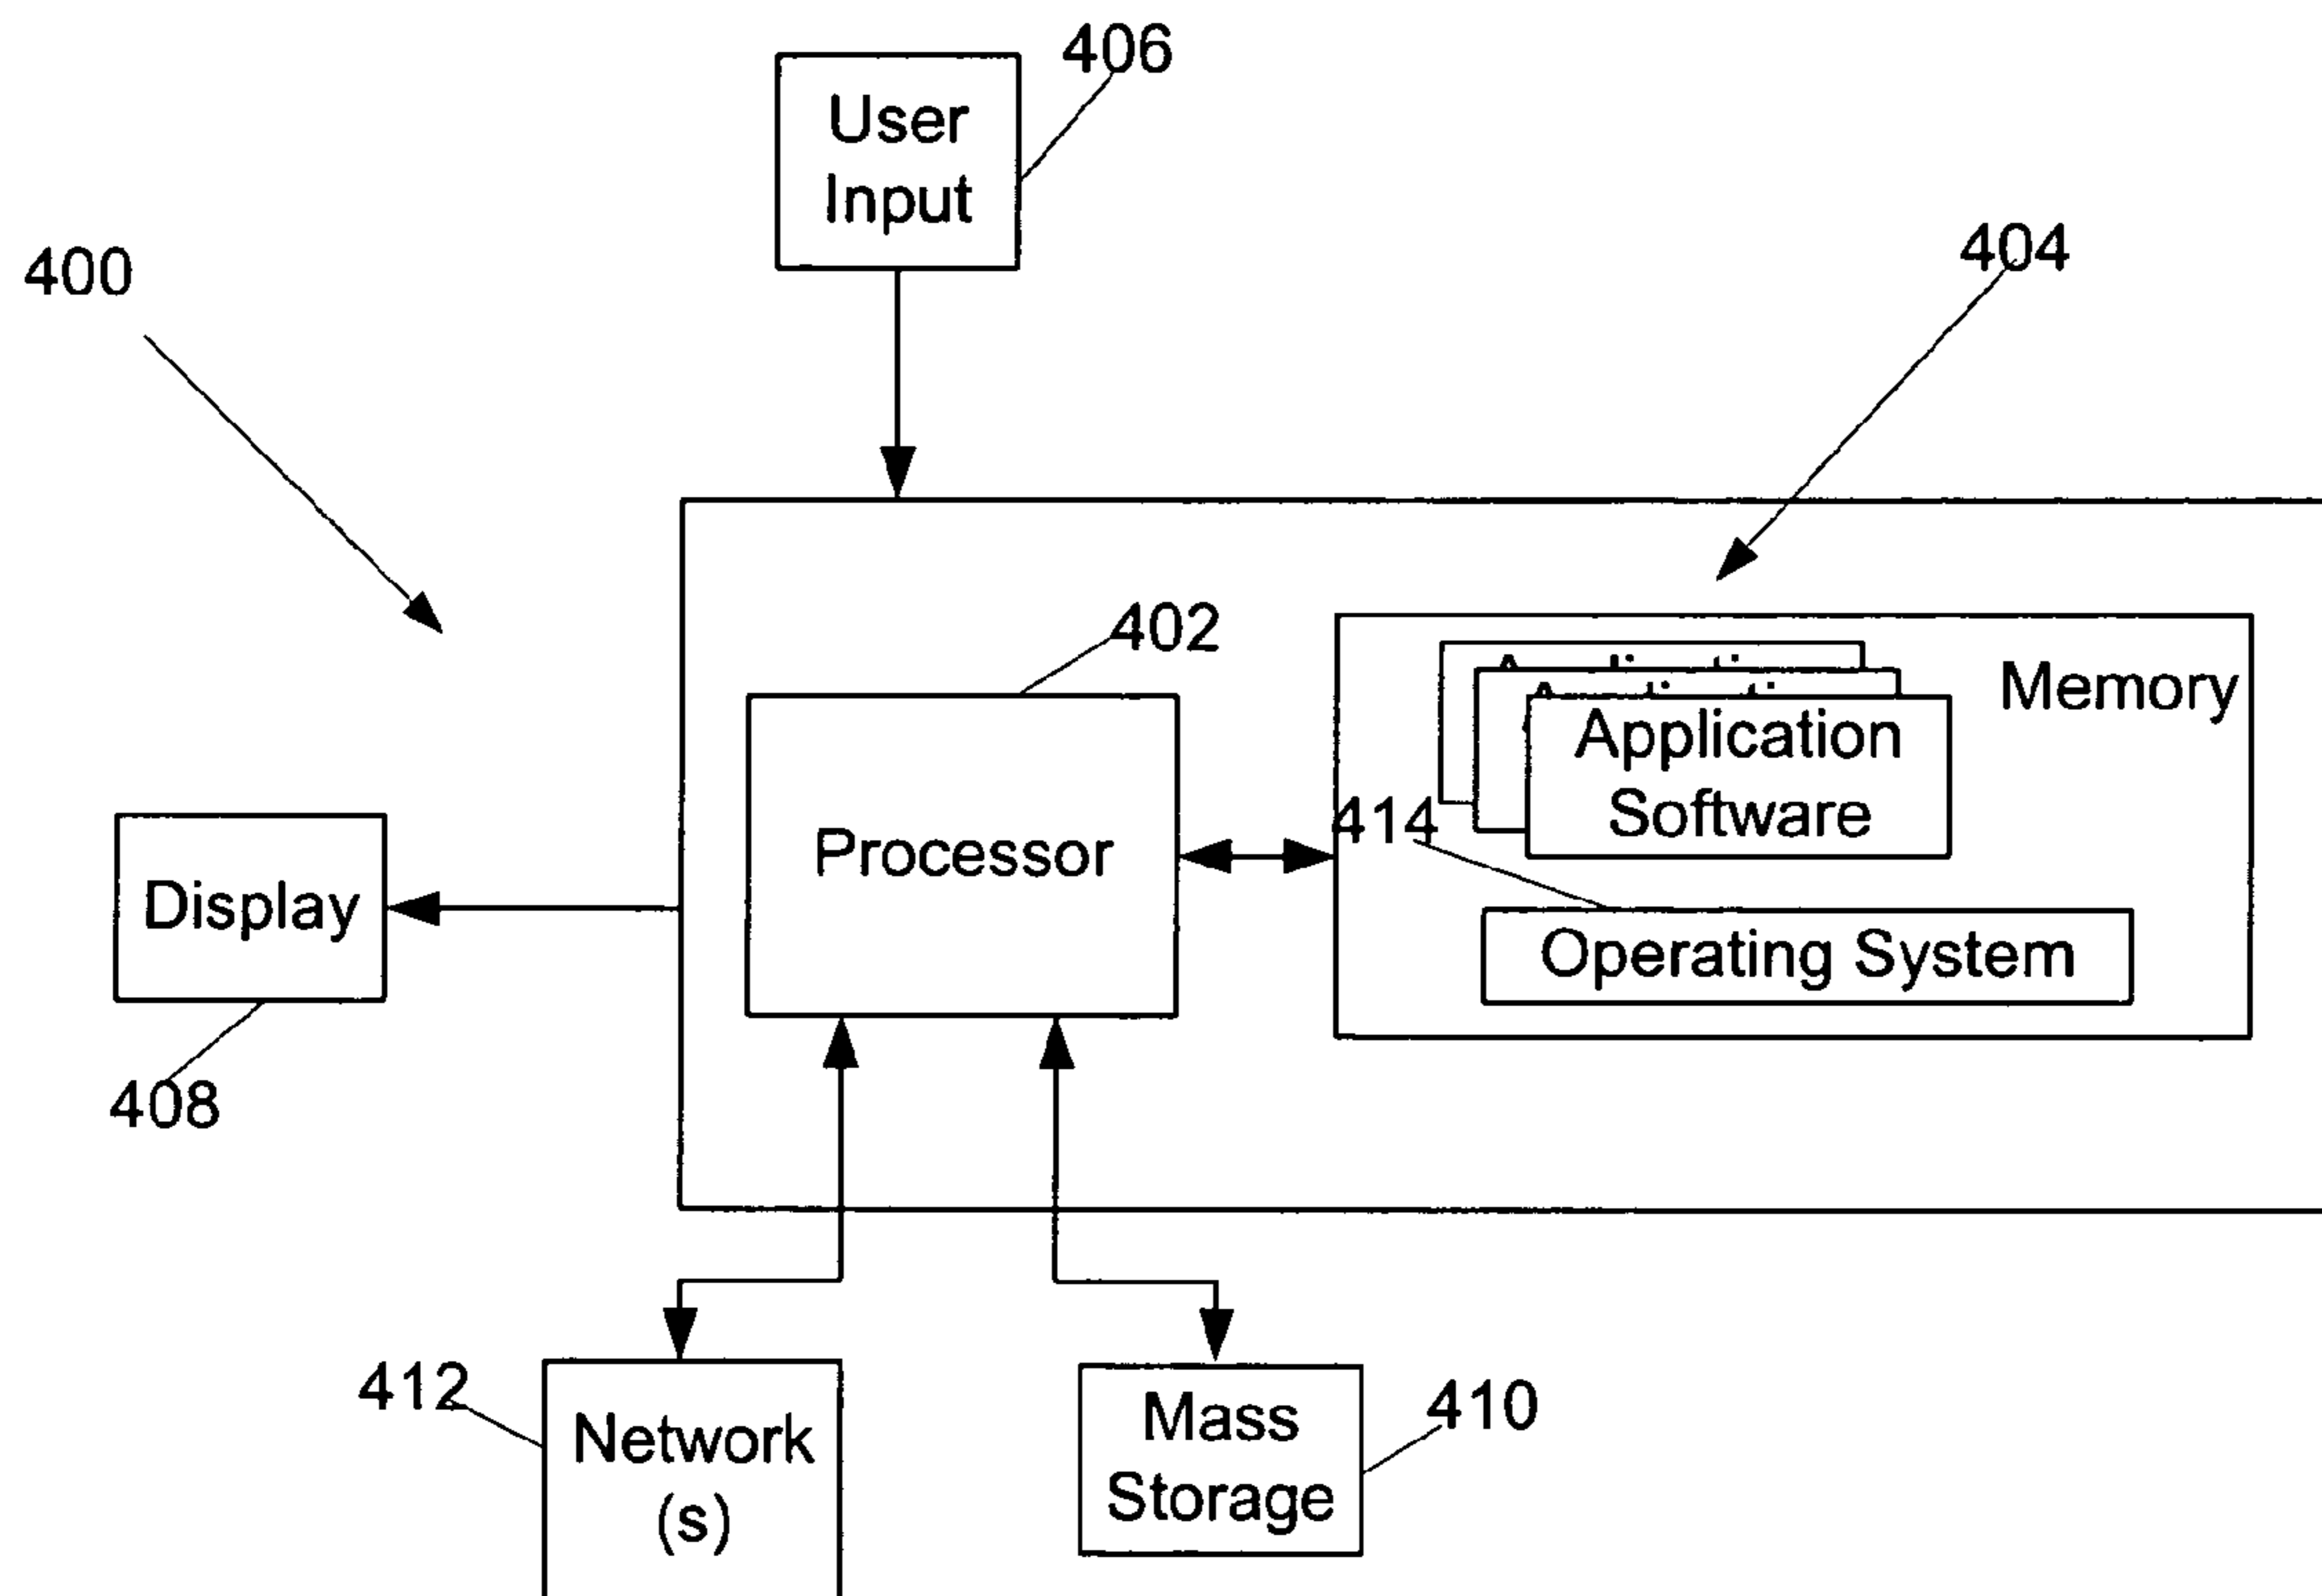 406
User
Input
400
404
402
Memory
Application
Software
414
Processor
Display
Operating System
408
412
Network
(s)
410
Mass
Storage